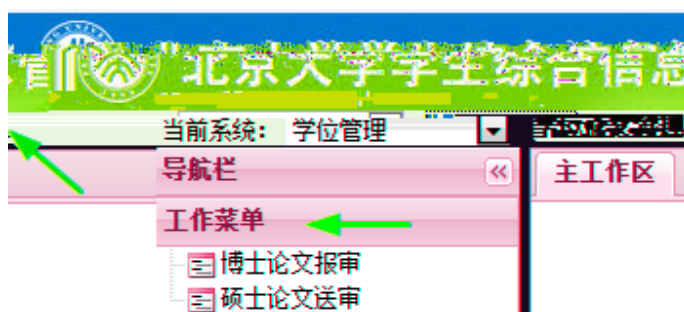 北京大学学生综合信息
当前系统： 学位管理
导航栏
主工作区
工作菜单
博士论文报审
硕士论文送审